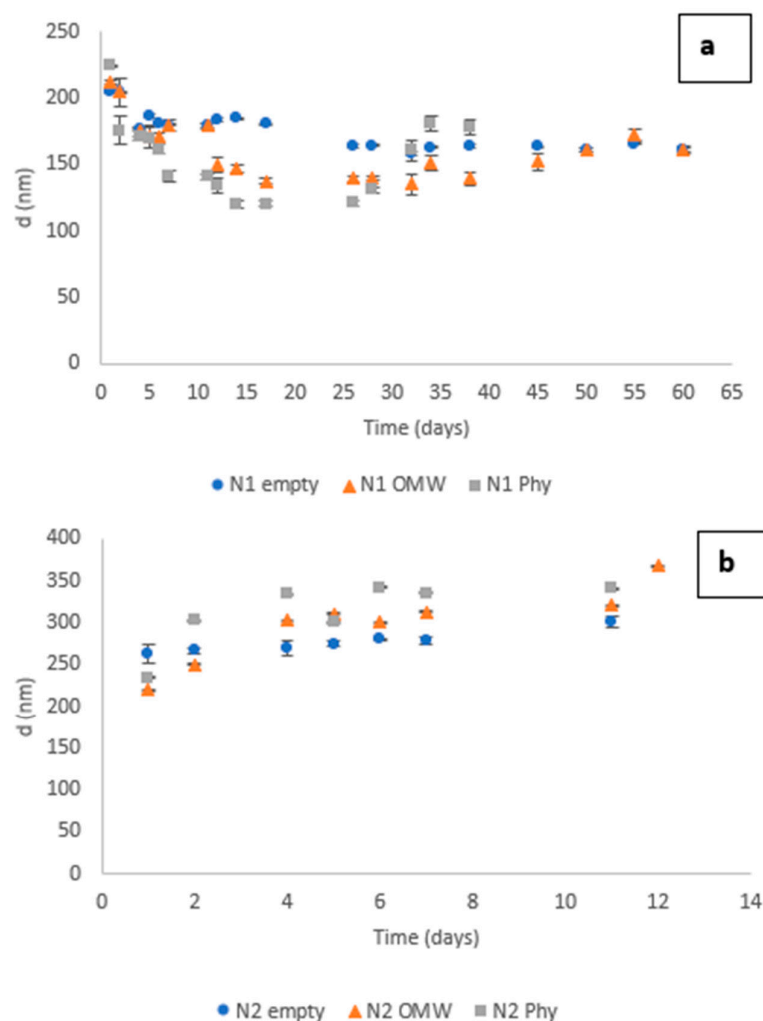 250
200
150
100
50
0
d (nm)
a
0 5 10 15 20 25 30 35 40 45 50 55 60 65
Time (days)
N1 empty N1 OMW N1 Phy
400
350
300
250
200
150
100
50
0
d (nm)
b
0 2 4 6 8 10 12 14
Time (days)
N2 empty N2 OMW N2 Phy